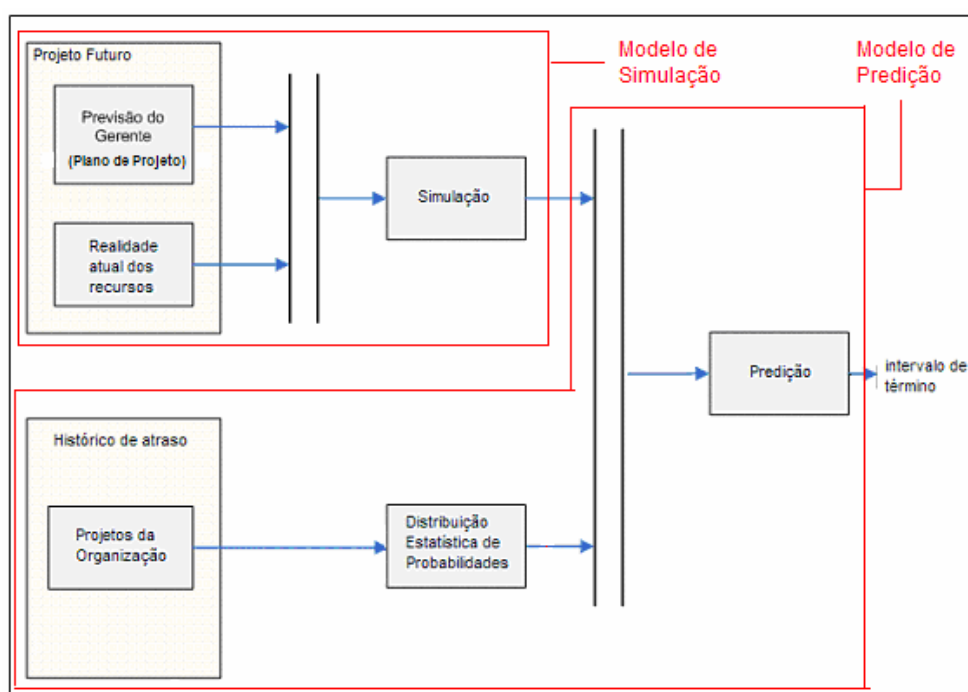 Projeto Futuro
Modelo de
Simulação
Modelo de
Predição
Previsão do
Gerente
(Plano de Projeto)
Simulação
Realidade
atual dos
recursos
Predição
intervalo de
término
Histórico de atraso
Projetos da
Organização
Distribuição
Estatística de
Probabilidades